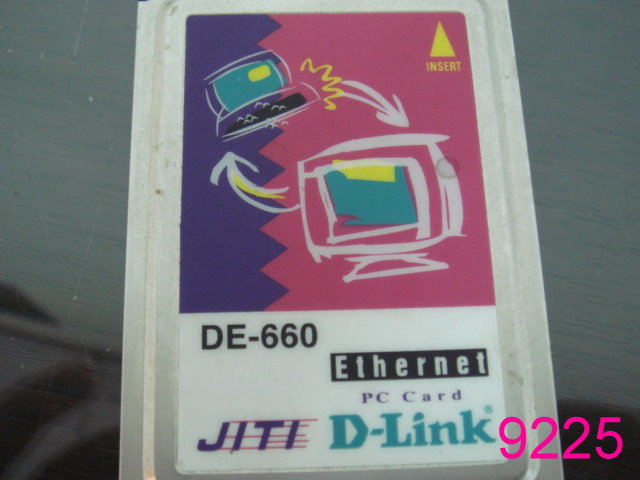 INSERT
DE-660
Ethernet
PC Card
JITI D-Link®
9225